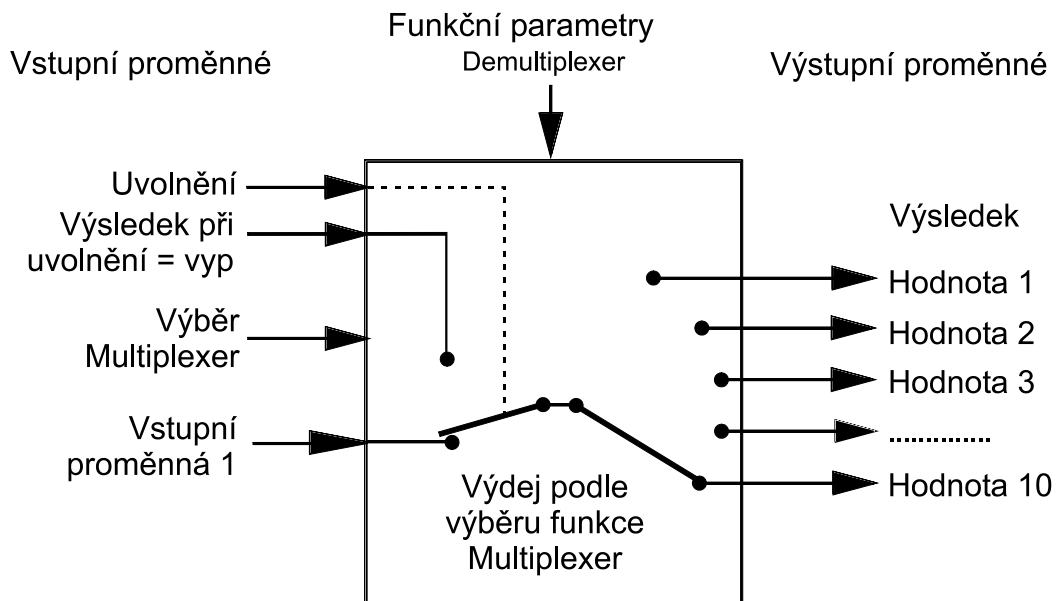 Funkční parametry
Demultiplexer
Vstupní proměnné
Výstupní proměnné
Uvolnění
Výsledek při
uvolnění = vyp
Výběr
Multiplexer
Vstupní
proměnná 1
Výdej podle
výběru funkce
Multiplexer
Výsledek
Hodnota 1
Hodnota 2
Hodnota 3
................
Hodnota 10